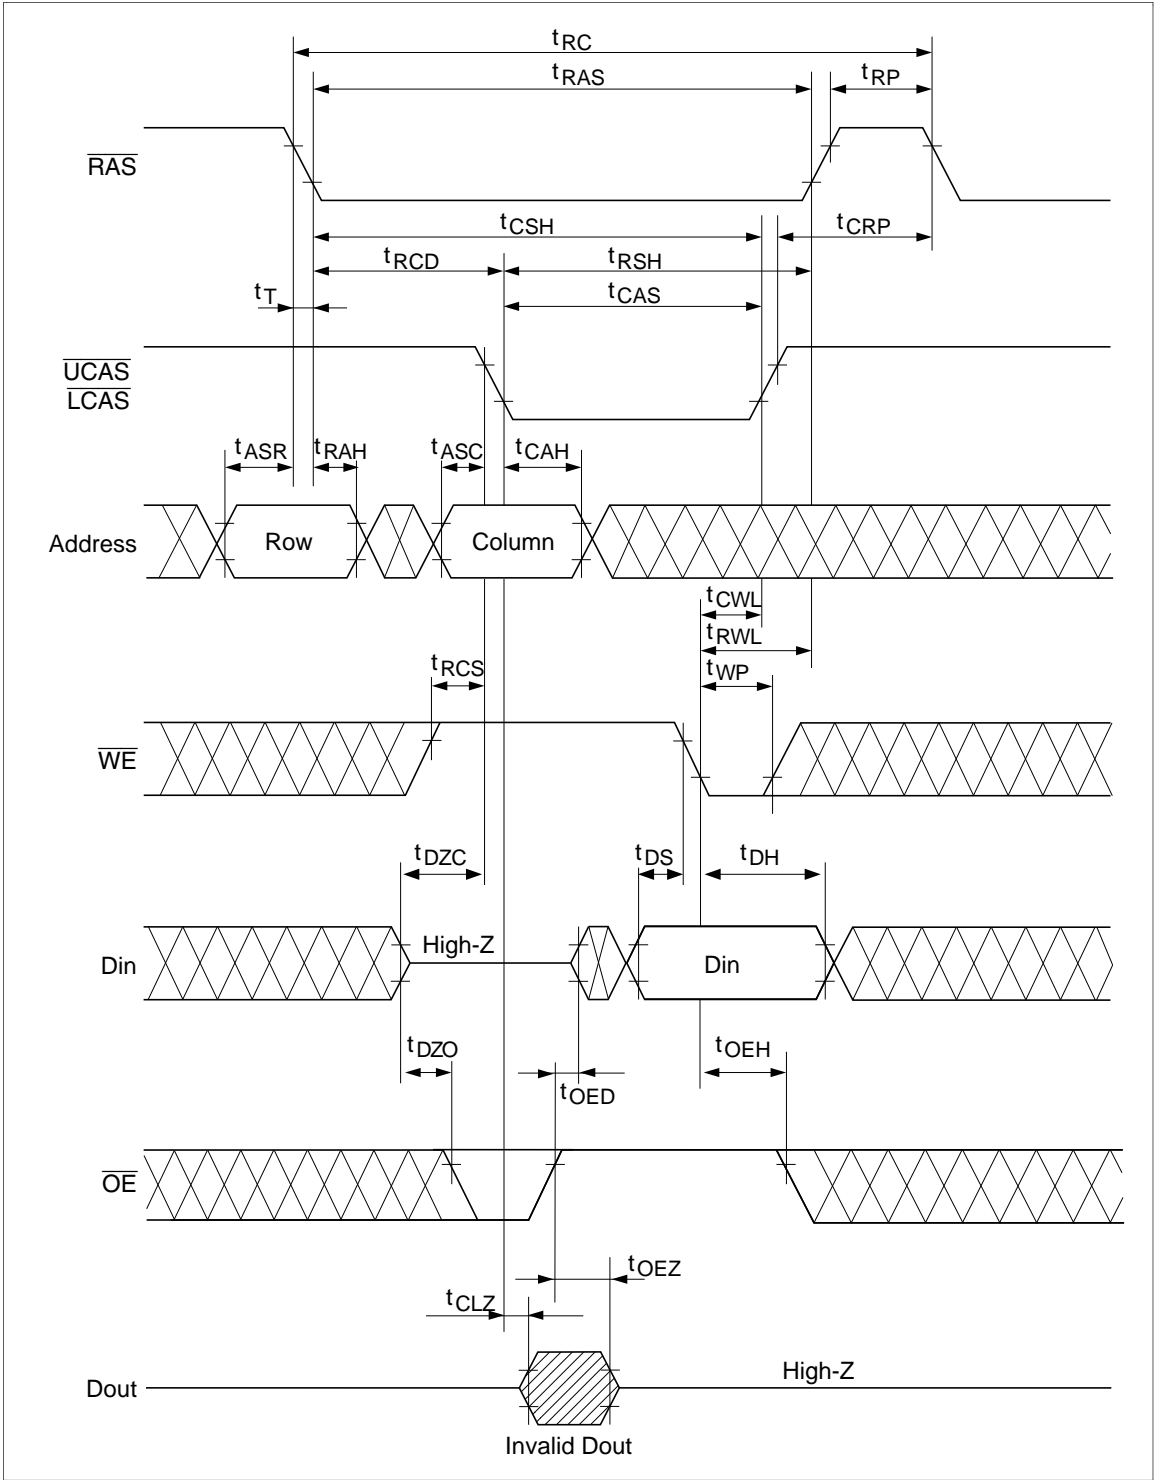 tRC
tRAS
tRP
RAS
tCSH
tCRP
tRCD
tRSH
tT
tCAS
UCAS
LCAS
tASR
tRAH
tASC
tCAH
Address
Row
Column
tCWL
tRWL
tRCS
tWP
WE
tDZC
tDS
tDH
High-Z
Din
Din
tDZO
tOEH
tOED
OE
tOEZ
tCLZ
High-Z
Dout
Invalid Dout